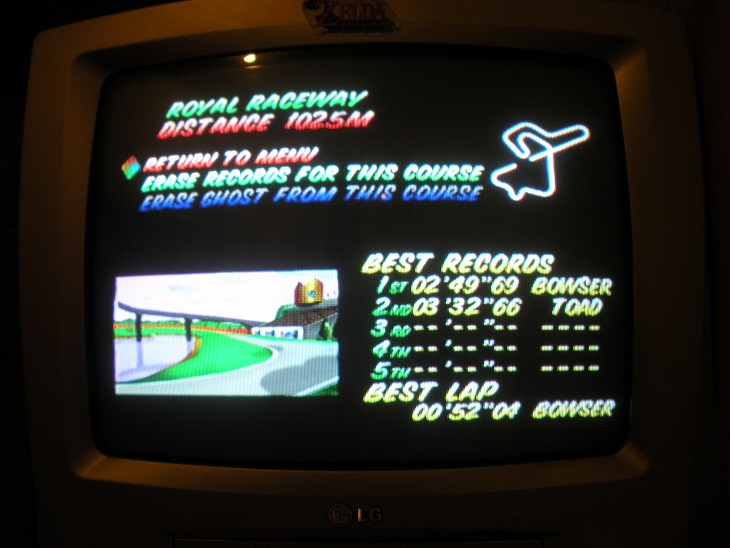 ZELDA
ROYAL RACEWAY
DISTANCE 1025M
RETURN TO MENU
ERASE RECORDS FOR THIS COURSE
ERASE GHOST FROM THIS COURSE
BEST RECORDS
1ST 02'49"69 BOWSER
2ND 03'32"66 TOAD
3RD --'--"-- ----
4TH --'--"-- ----
5TH --'--"-- ----
BEST LAP
00'52"04 BOWSER
LG